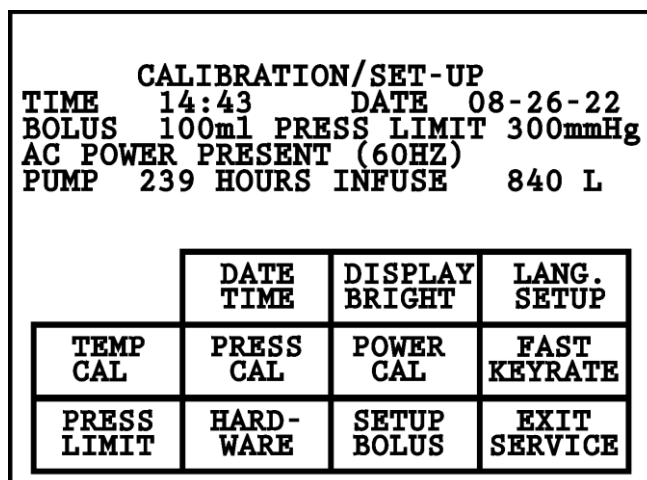 CALIBRATION/SET-UP
TIME 14:43 DATE 08-26-22
BOLUS 100ml PRESS LIMIT 300mmHg
AC POWER PRESENT (60HZ)
PUMP 239 HOURS INFUSE 840 L
DATE TIME
DISPLAY BRIGHT
LANG. SETUP
TEMP CAL
PRESS CAL
POWER CAL
FAST KEYRATE
PRESS LIMIT
HARD-WARE
SETUP BOLUS
EXIT SERVICE